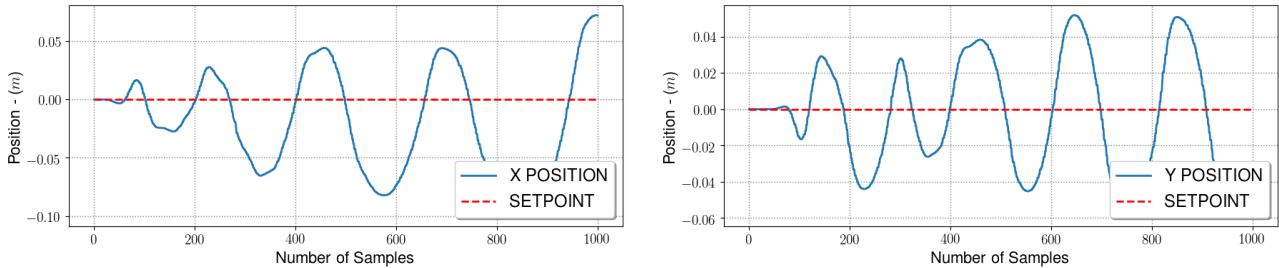 0.05
0.00
−0.05
−0.10
Position - (m)
X POSITION
SETPOINT
0 200 400 600 800 1000
Number of Samples
0.04
0.02
0.00
−0.02
−0.04
−0.06
Position - (m)
Y POSITION
SETPOINT
0 200 400 600 800 1000
Number of Samples